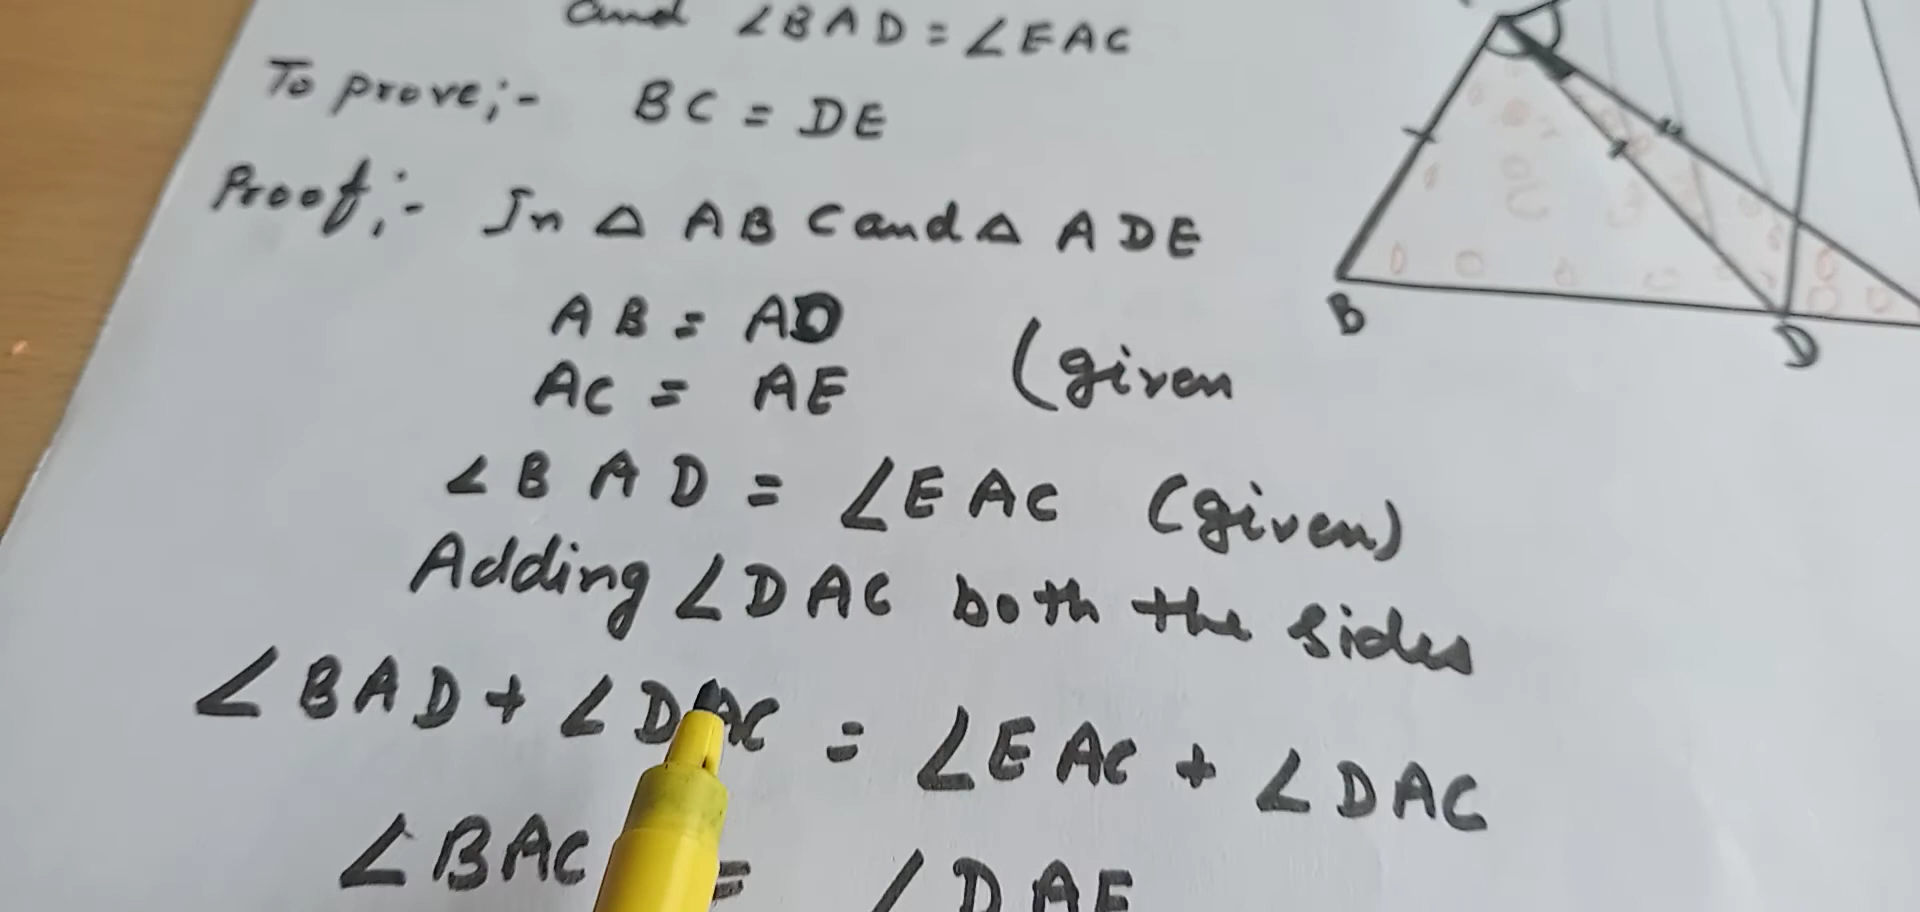 and ∠BAD = ∠EAC
To prove;- BC = DE
Proof;- In △ ABC and △ ADE
AB = AD
AC = AE (given
∠BAD = ∠EAC (given)
Adding ∠DAC both the sides
∠BAD + ∠DAC = ∠EAC + ∠DAC
∠BAC = ∠DAE
B
D